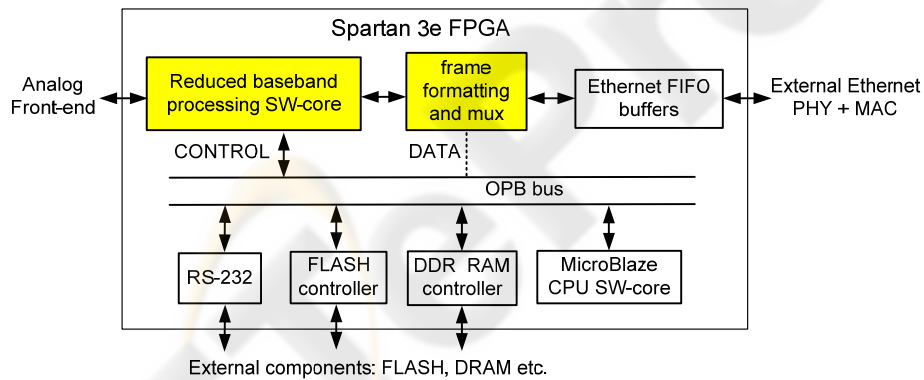 Spartan 3e FPGA
Analog
Front-end
Reduced baseband
processing SW-core
frame
formatting
and mux
Ethernet FIFO
buffers
External Ethernet
PHY + MAC
CONTROL
DATA
OPB bus
RS-232
FLASH
controller
DDR RAM
controller
MicroBlaze
CPU SW-core
External components: FLASH, DRAM etc.